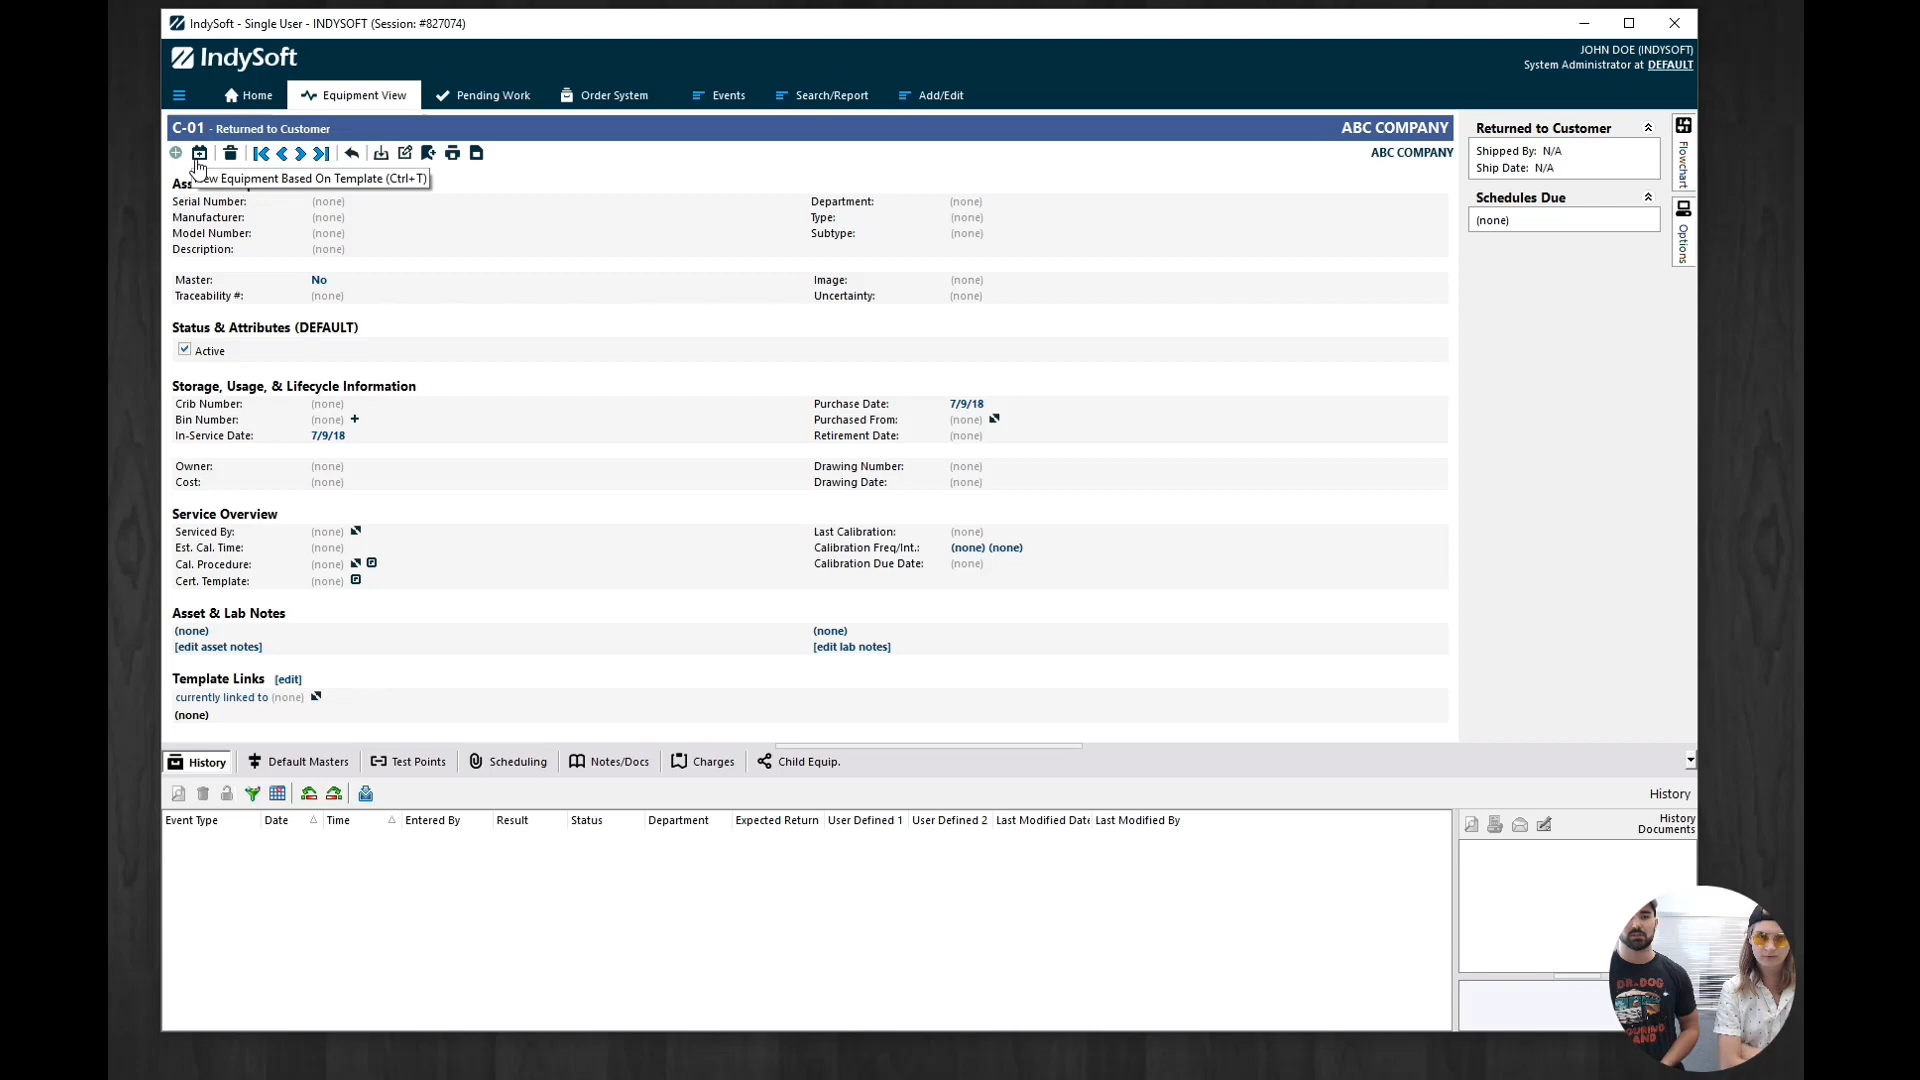 IndySoft - Single User - INDYSOFT (Session: #827074)
IndySoft
JOHN DOE (INDYSOFT)
System Administrator at DEFAULT
Home Equipment View Pending Work Order System Events Search/Report Add/Edit
C-01 - Returned to Customer ABC COMPANY
ABC COMPANY
New Equipment Based On Template (Ctrl+T)
Serial Number: (none) Department: (none)
Manufacturer: (none) Type: (none)
Model Number: (none) Subtype: (none)
Description: (none)
Master: No Image: (none)
Traceability #: (none) Uncertainty: (none)
Status & Attributes (DEFAULT)
Active
Storage, Usage, & Lifecycle Information
Crib Number: (none) Purchase Date: 7/9/18
Bin Number: (none) Purchased From: (none)
In-Service Date: 7/9/18 Retirement Date: (none)
Owner: (none) Drawing Number: (none)
Cost: (none) Drawing Date: (none)
Service Overview
Serviced By: (none) Last Calibration: (none)
Est. Cal. Time: (none) Calibration Freq/Int.: (none) (none)
Cal. Procedure: (none) Calibration Due Date: (none)
Cert. Template: (none)
Asset & Lab Notes
(none) (none)
[edit asset notes] [edit lab notes]
Template Links [edit]
currently linked to (none)
(none)
Returned to Customer
Shipped By: N/A
Ship Date: N/A
Schedules Due
(none)
Flowchart
Options
History Default Masters Test Points Scheduling Notes/Docs Charges Child Equip.
History
Event Type Date Time Entered By Result Status Department Expected Return User Defined 1 User Defined 2 Last Modified Date Last Modified By
History
Documents
DR. DOG
TOURING
BAND